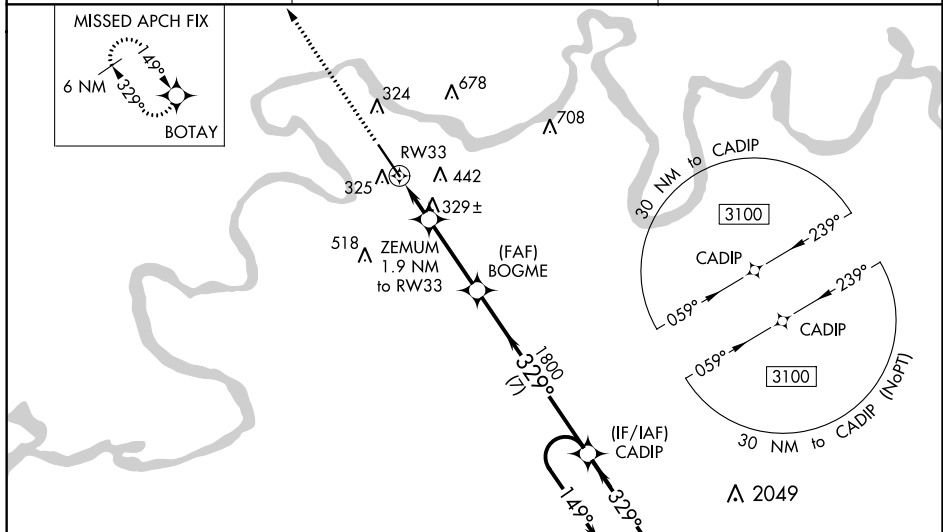 MISSED APCH FIX
6 NM
149°
329°
BOTAY
324
678
708
RW33
325
442
329±
518
ZEMUM
1.9 NM
to RW33
(FAF)
BOGME
1800
329°
(7)
(IF/IAF)
CADIP
149°
329°
30 NM to CADIP
3100
239°
CADIP
059°
239°
CADIP
059°
3100
30 NM to CADIP (NoPT)
2049